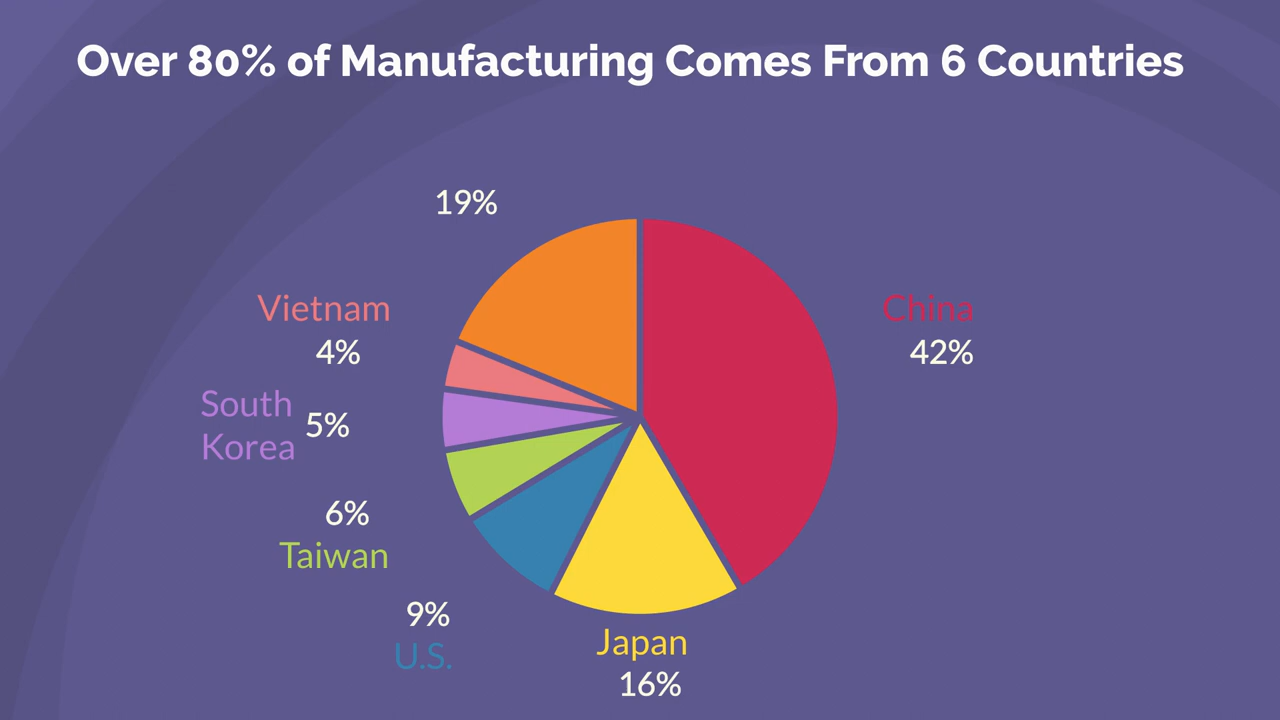 Over 80% of Manufacturing Comes From 6 Countries
19%
Vietnam
4%
China
42%
South
Korea
5%
6%
Taiwan
9%
U.S.
Japan
16%